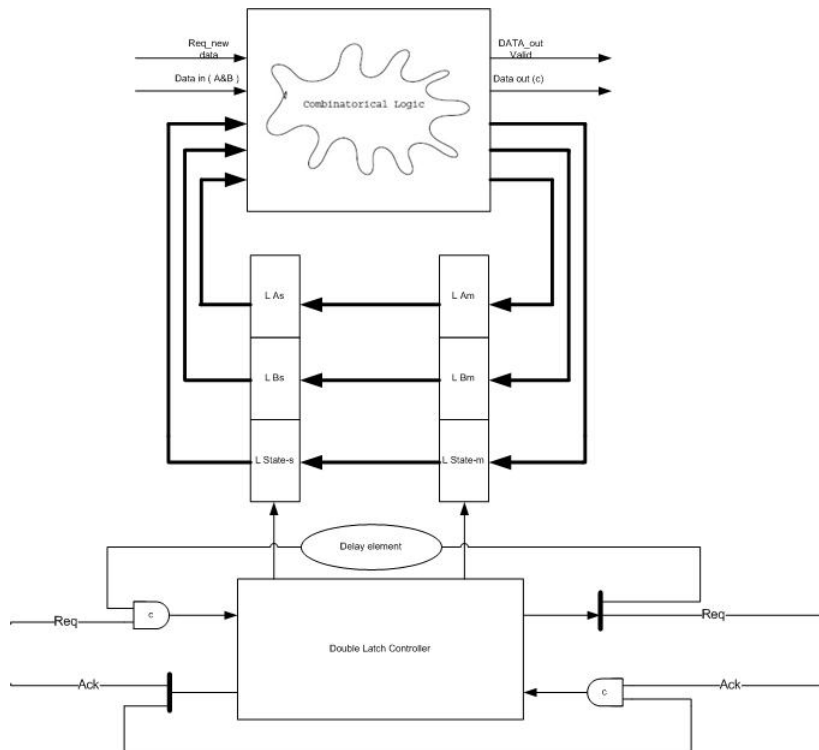 Req_new
data
DATA_out
Valid
Data in ( A&B )
Data out (c)
Combinatorical Logic
L As
L Am
L Bs
L Bm
L State-s
L State-m
Delay element
c
Req
Req
Double Latch Controller
Ack
c
Ack